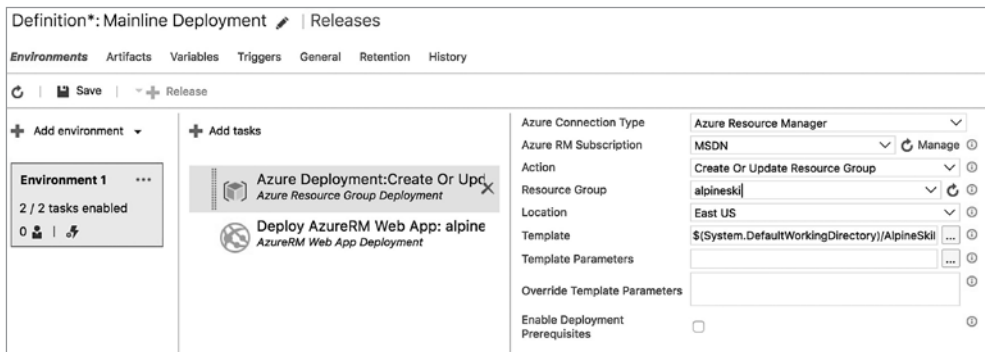 Definition*: Mainline Deployment | Releases
Environments Artifacts Variables Triggers General Retention History
Save | Release
Add environment
Add tasks
Environment 1 ...
2 / 2 tasks enabled
0
Azure Deployment:Create Or Upd
Azure Resource Group Deployment
Deploy AzureRM Web App: alpine
AzureRM Web App Deployment
Azure Connection Type Azure Resource Manager
Azure RM Subscription MSDN Manage
Action Create Or Update Resource Group
Resource Group alpineski
Location East US
Template $(System.DefaultWorkingDirectory)/AlpineSkil ...
Template Parameters ...
Override Template Parameters
Enable Deployment
Prerequisites